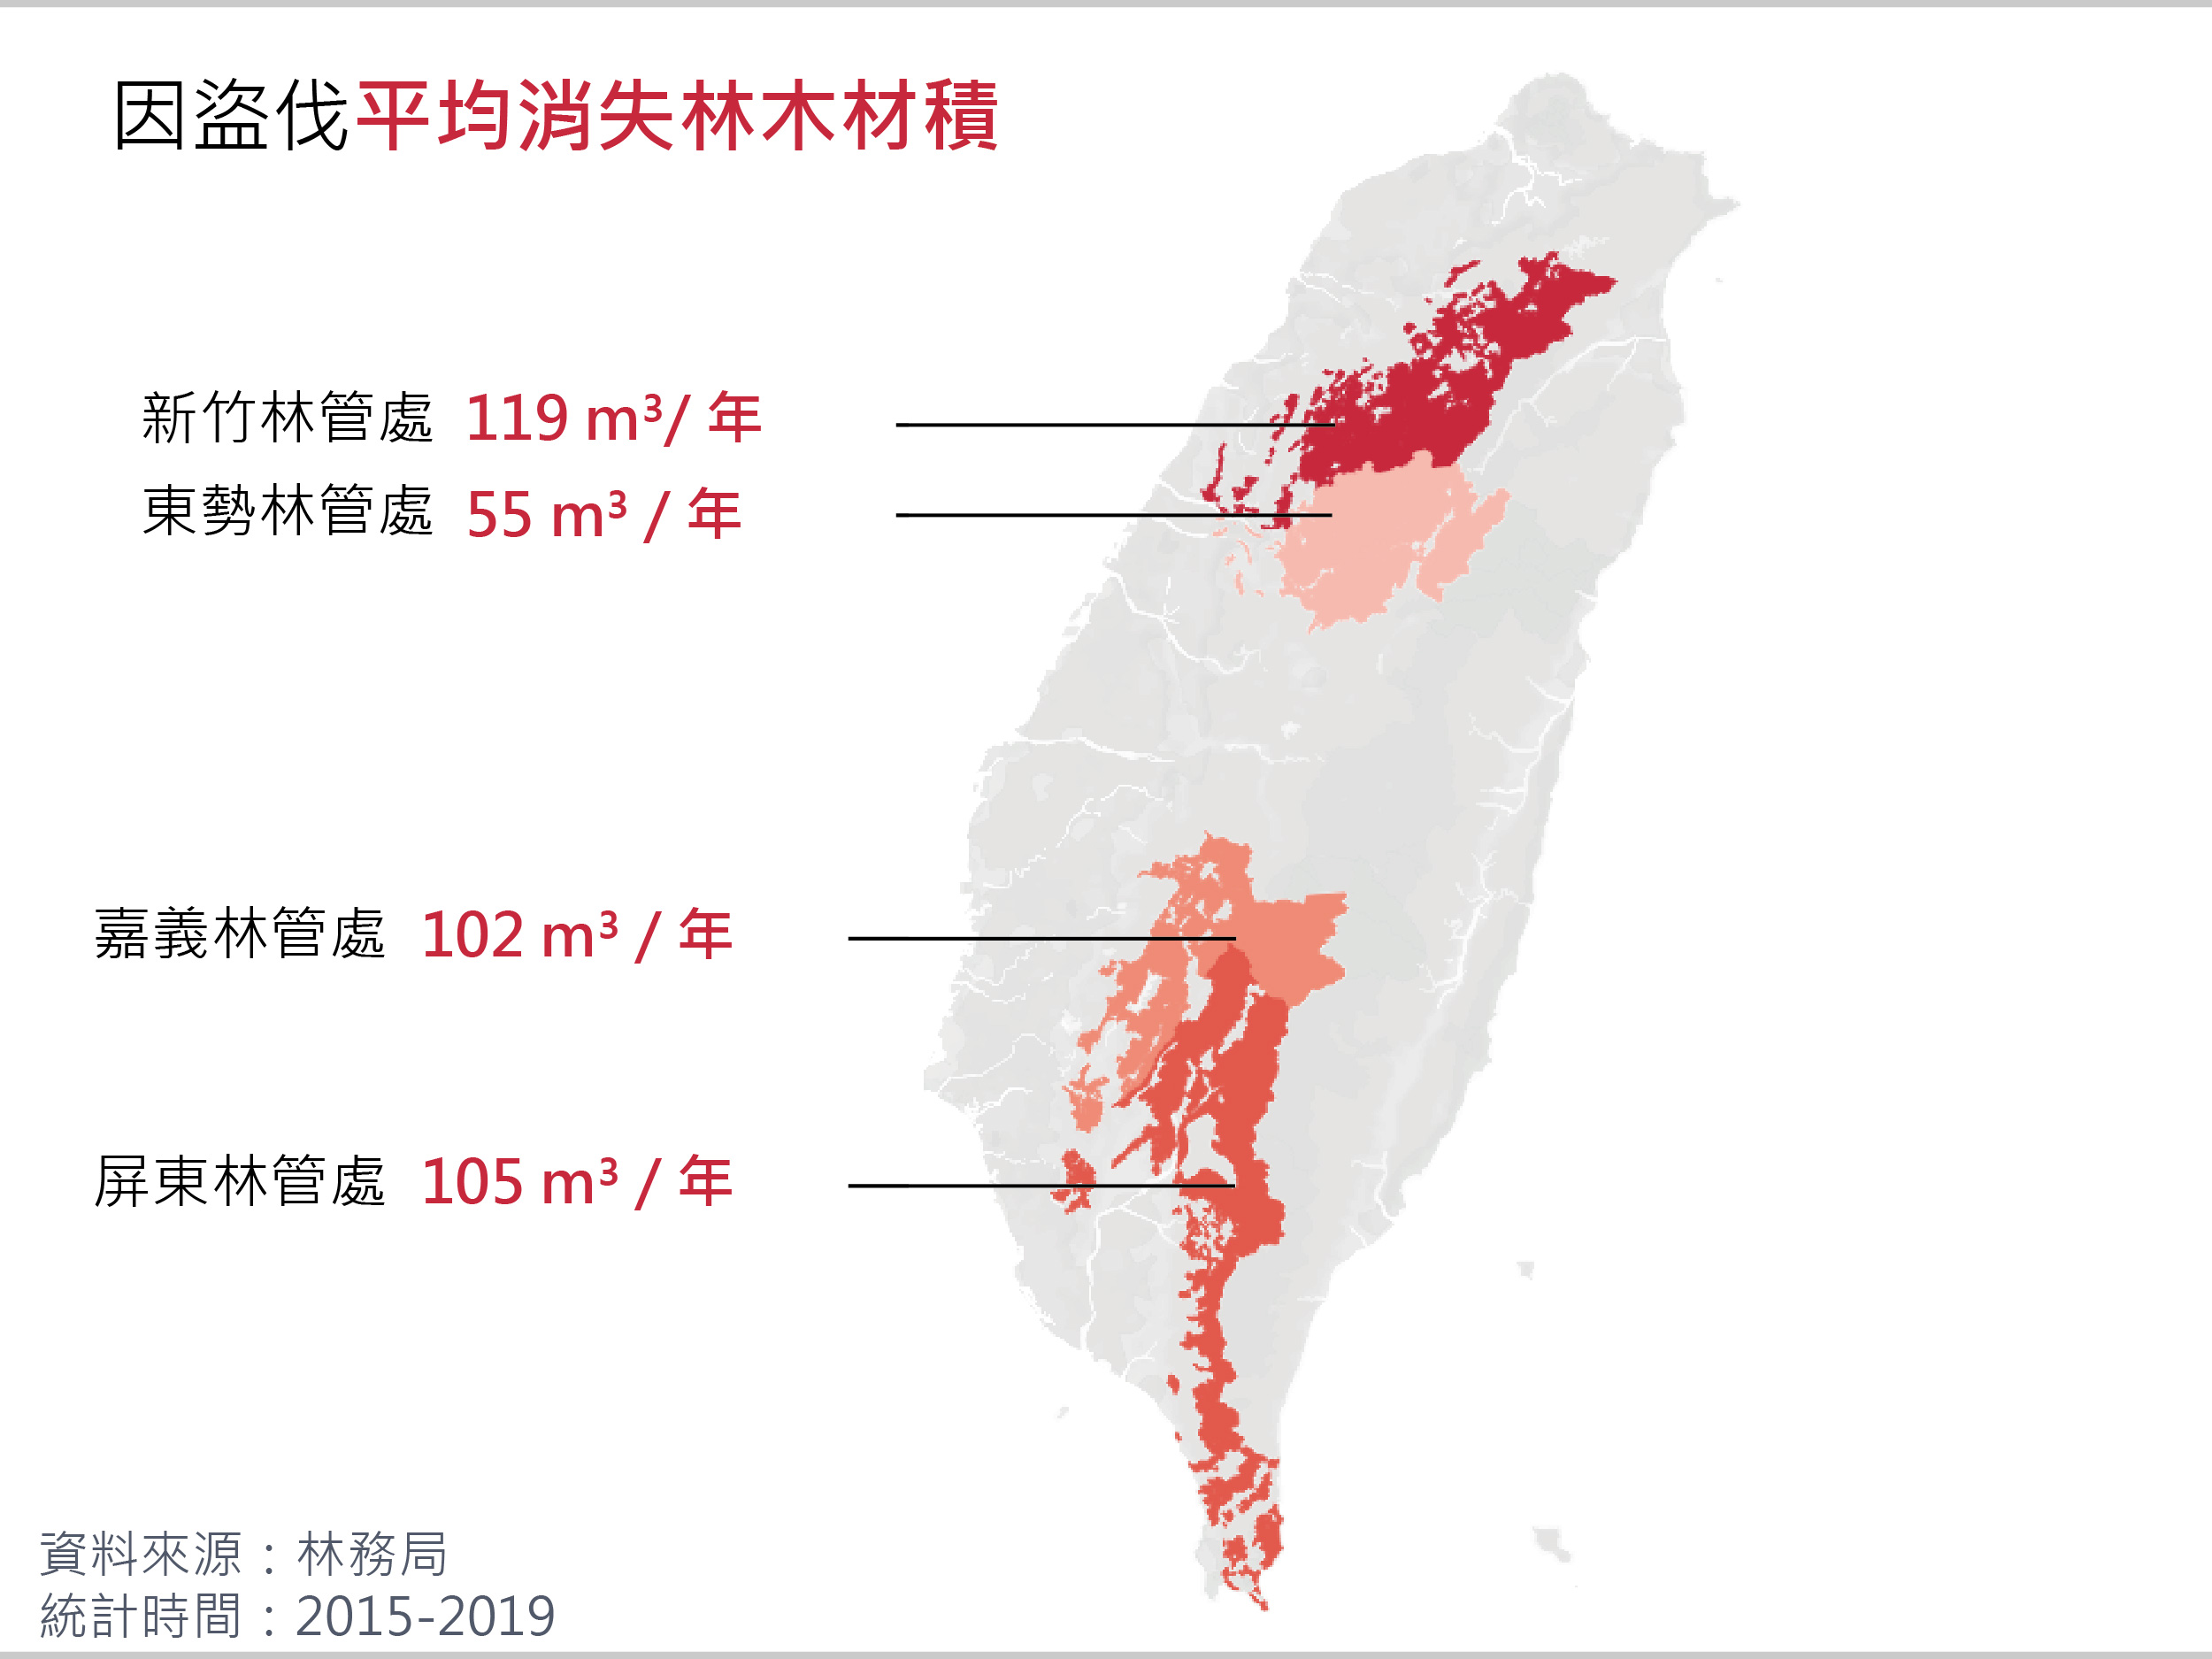 因盜伐平均消失林木材積
新竹林管處 119 m³/ 年
東勢林管處 55 m³ / 年
嘉義林管處 102 m³ / 年
屏東林管處 105 m³ / 年
資料來源：林務局
統計時間：2015-2019